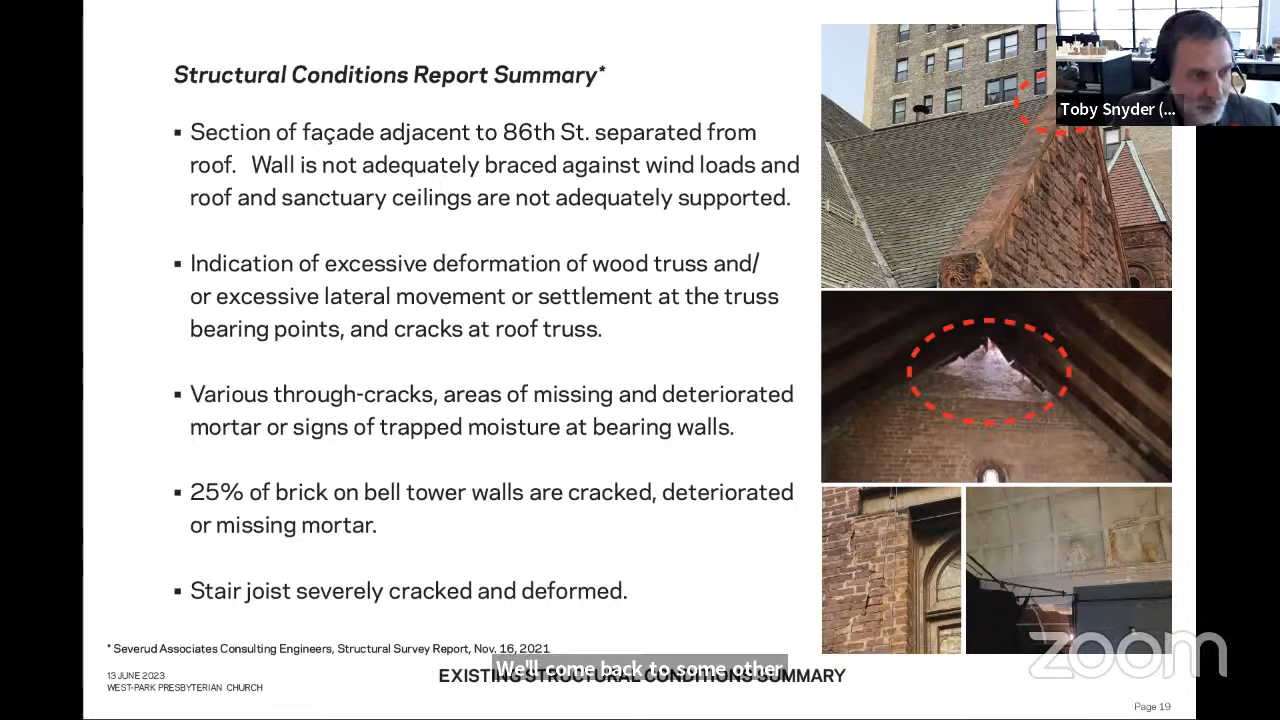 Structural Conditions Report Summary*
▪ Section of façade adjacent to 86th St. separated from
roof. Wall is not adequately braced against wind loads and
roof and sanctuary ceilings are not adequately supported.
▪ Indication of excessive deformation of wood truss and/
or excessive lateral movement or settlement at the truss
bearing points, and cracks at roof truss.
▪ Various through-cracks, areas of missing and deteriorated
mortar or signs of trapped moisture at bearing walls.
▪ 25% of brick on bell tower walls are cracked, deteriorated
or missing mortar.
▪ Stair joist severely cracked and deformed.
Toby Snyder (...
* Severud Associates Consulting Engineers, Structural Survey Report, Nov. 16, 2021
We'll come back to some other
13 JUNE 2023
WEST-PARK PRESBYTERIAN CHURCH
EXISTING STRUCTURAL CONDITIONS SUMMARY
zoom
Page 19